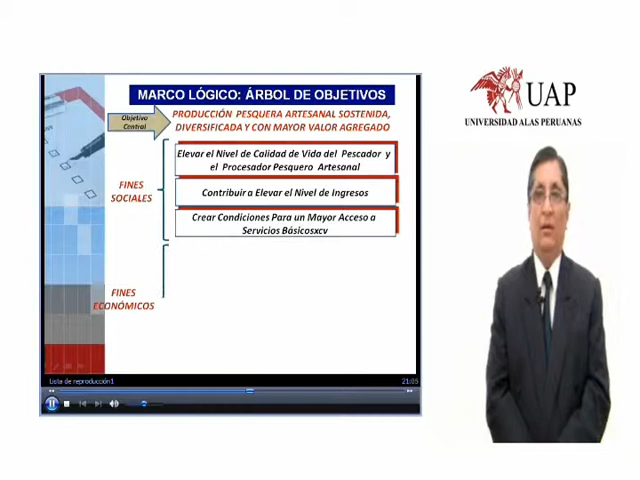 MARCO LÓGICO: ÁRBOL DE OBJETIVOS
Objetivo
Central
PRODUCCIÓN PESQUERA ARTESANAL SOSTENIDA,
DIVERSIFICADA Y CON MAYOR VALOR AGREGADO
Elevar el Nivel de Calidad de Vida del Pescador y
el Procesador Pesquero Artesanal
FINES
SOCIALES
Contribuir a Elevar el Nivel de Ingresos
Crear Condiciones Para un Mayor Acceso a
Servicios Básicosxcv
FINES
ECONÓMICOS
Lista de reproducción1
21:05
UAP
UNIVERSIDAD ALAS PERUANAS